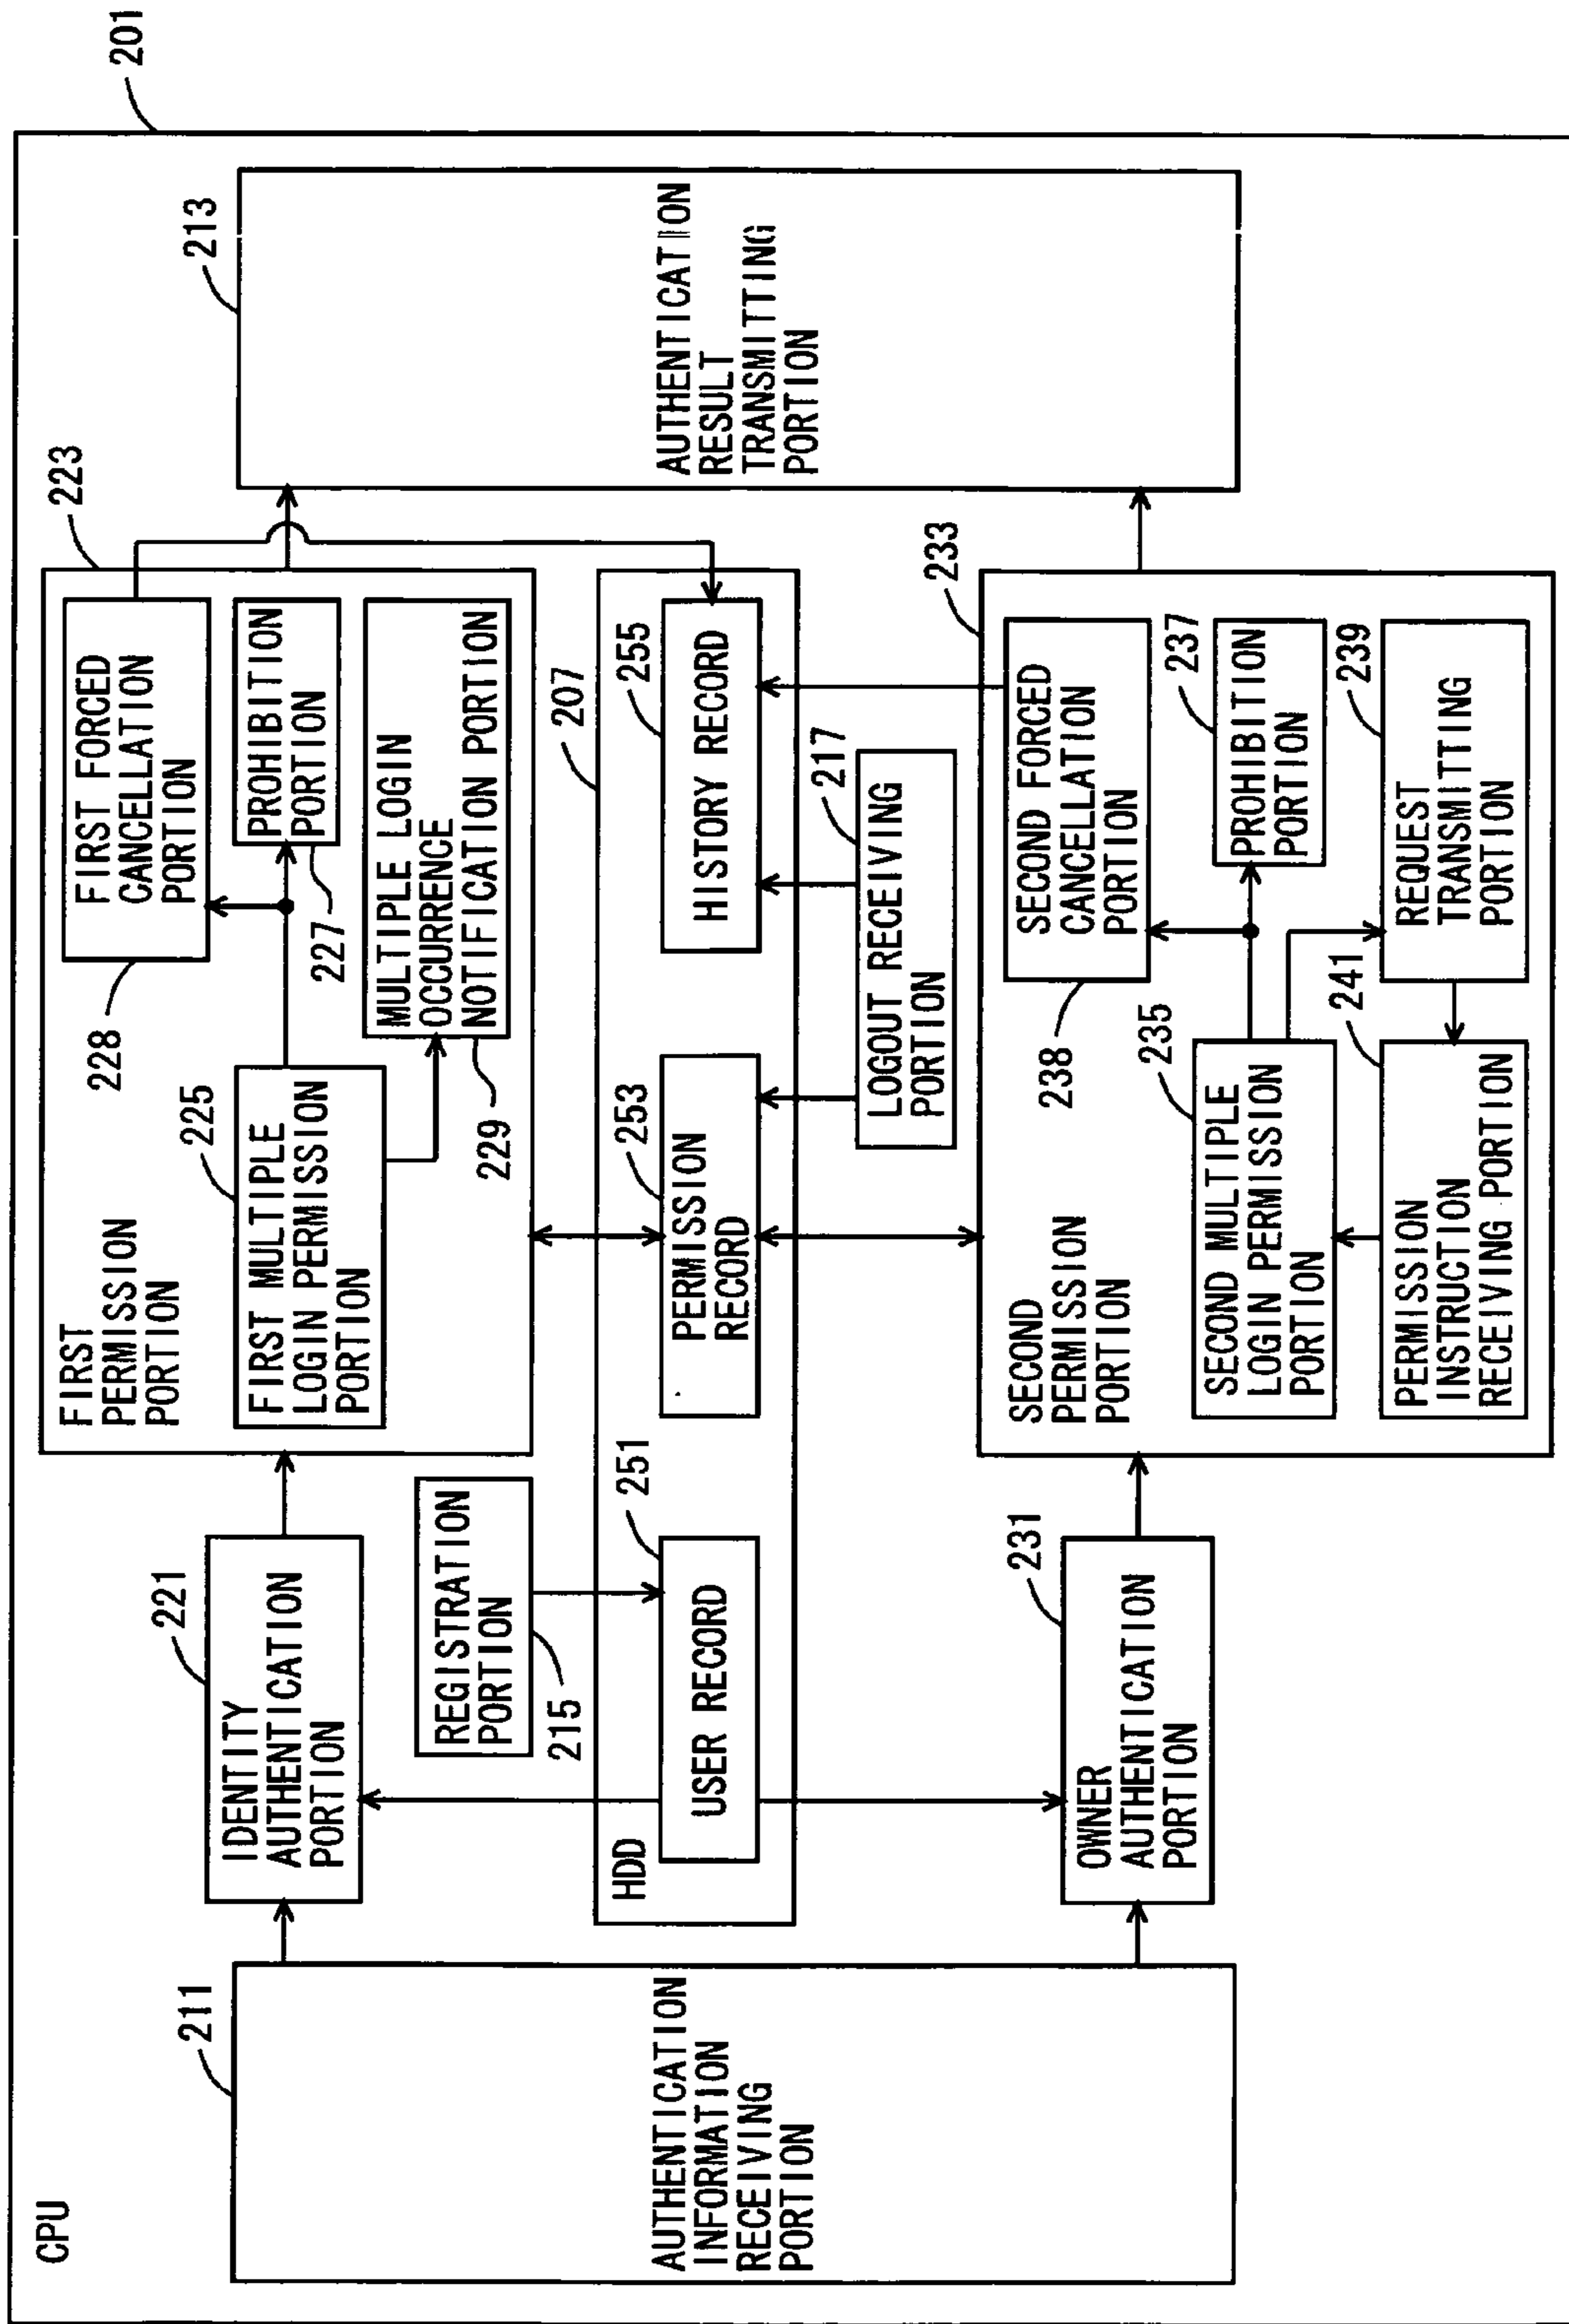 CPU
201
211
AUTHENTICATION
INFORMATION
RECEIVING
PORTION
221
IDENTITY
AUTHENTICATION
PORTION
REGISTRATION
PORTION
215
HDD
207
251
USER RECORD
231
OWNER
AUTHENTICATION
PORTION
FIRST
PERMISSION
PORTION
223
225
FIRST MULTIPLE
LOGIN PERMISSION
PORTION
228
FIRST FORCED
CANCELLATION
PORTION
227
PROHIBITION
PORTION
229
MULTIPLE LOGIN
OCCURRENCE
NOTIFICATION PORTION
253
PERMISSION
RECORD
255
HISTORY RECORD
217
LOGOUT RECEIVING
PORTION
SECOND
PERMISSION
PORTION
233
238
SECOND FORCED
CANCELLATION
PORTION
235
SECOND MULTIPLE
LOGIN PERMISSION
PORTION
237
PROHIBITION
PORTION
241
PERMISSION
INSTRUCTION
RECEIVING PORTION
239
REQUEST
TRANSMITTING
PORTION
213
AUTHENTICATION
RESULT
TRANSMITTING
PORTION